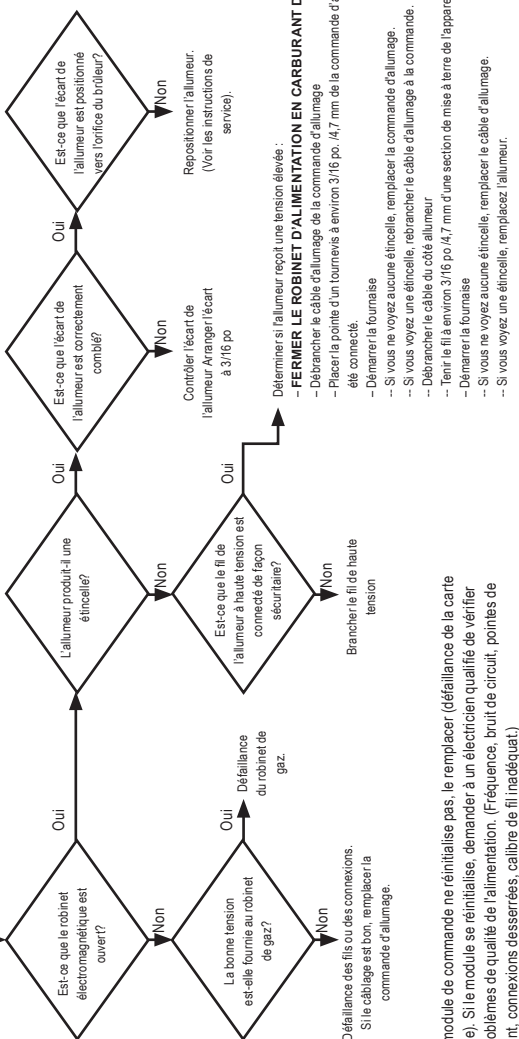 Est-ce que le robinet
électromagnétique est
ouvert?
Oui
Non
La bonne tension
est-elle fournie au robinet
de gaz?
Oui
Défaillance
du robinet de
gaz.
Non
Défaillance des fils ou des connexions.
Si le câblage est bon, remplacer la
commande d'allumage.
L'allumeur produit-il une
étincelle?
Oui
Non
Est-ce que le fil de
l'allumeur à haute tension est
connecté de façon
sécuritaire?
Oui
Non
Brancher le fil de haute
tension
Est-ce que l'écart de
l'allumeur est correctement
comblé?
Oui
Non
Contrôler l'écart de
l'allumeur Arranger l'écart
à 3/16 po
Est-ce que l'écart de
l'allumeur est positionné
vers l'orifice du brûleur?
Non
Repositionner l'allumeur.
(Voir les instructions de
service).
Déterminer si l'allumeur reçoit une tension élevée :
– FERMER LE ROBINET D'ALIMENTATION EN CARBURANT
– Débrancher le câble d'allumage de la commande d'allumage
– Placer la pointe d'un tournevis à environ 3/16 po. /4,7 mm de la commande
été connecté.
– Démarrer la fournaise
-- Si vous ne voyez aucune étincelle, remplacer la commande d'allumage.
-- Si vous voyez une étincelle, rebrancher le câble d'allumage à la commande.
-- Débrancher le câble du côté allumeur
-- Tenir le fil à environ 3/16 po /4,7 mm d'une section de mise à terre de
– Démarrer la fournaise
-- Si vous ne voyez aucune étincelle, remplacer le câble d'allumage.
-- Si vous voyez une étincelle, remplacez l'allumeur.
module de commande ne réinitialise pas, le remplacer (défaillance de la carte
e). Si le module se réinitialise, demander à un électricien qualifié de vérifier
oblèmes de qualité de l'alimentation. (Fréquence, bruit de circuit, pointes de
nt, connexions desserrées, calibre de fil inadéquat.)